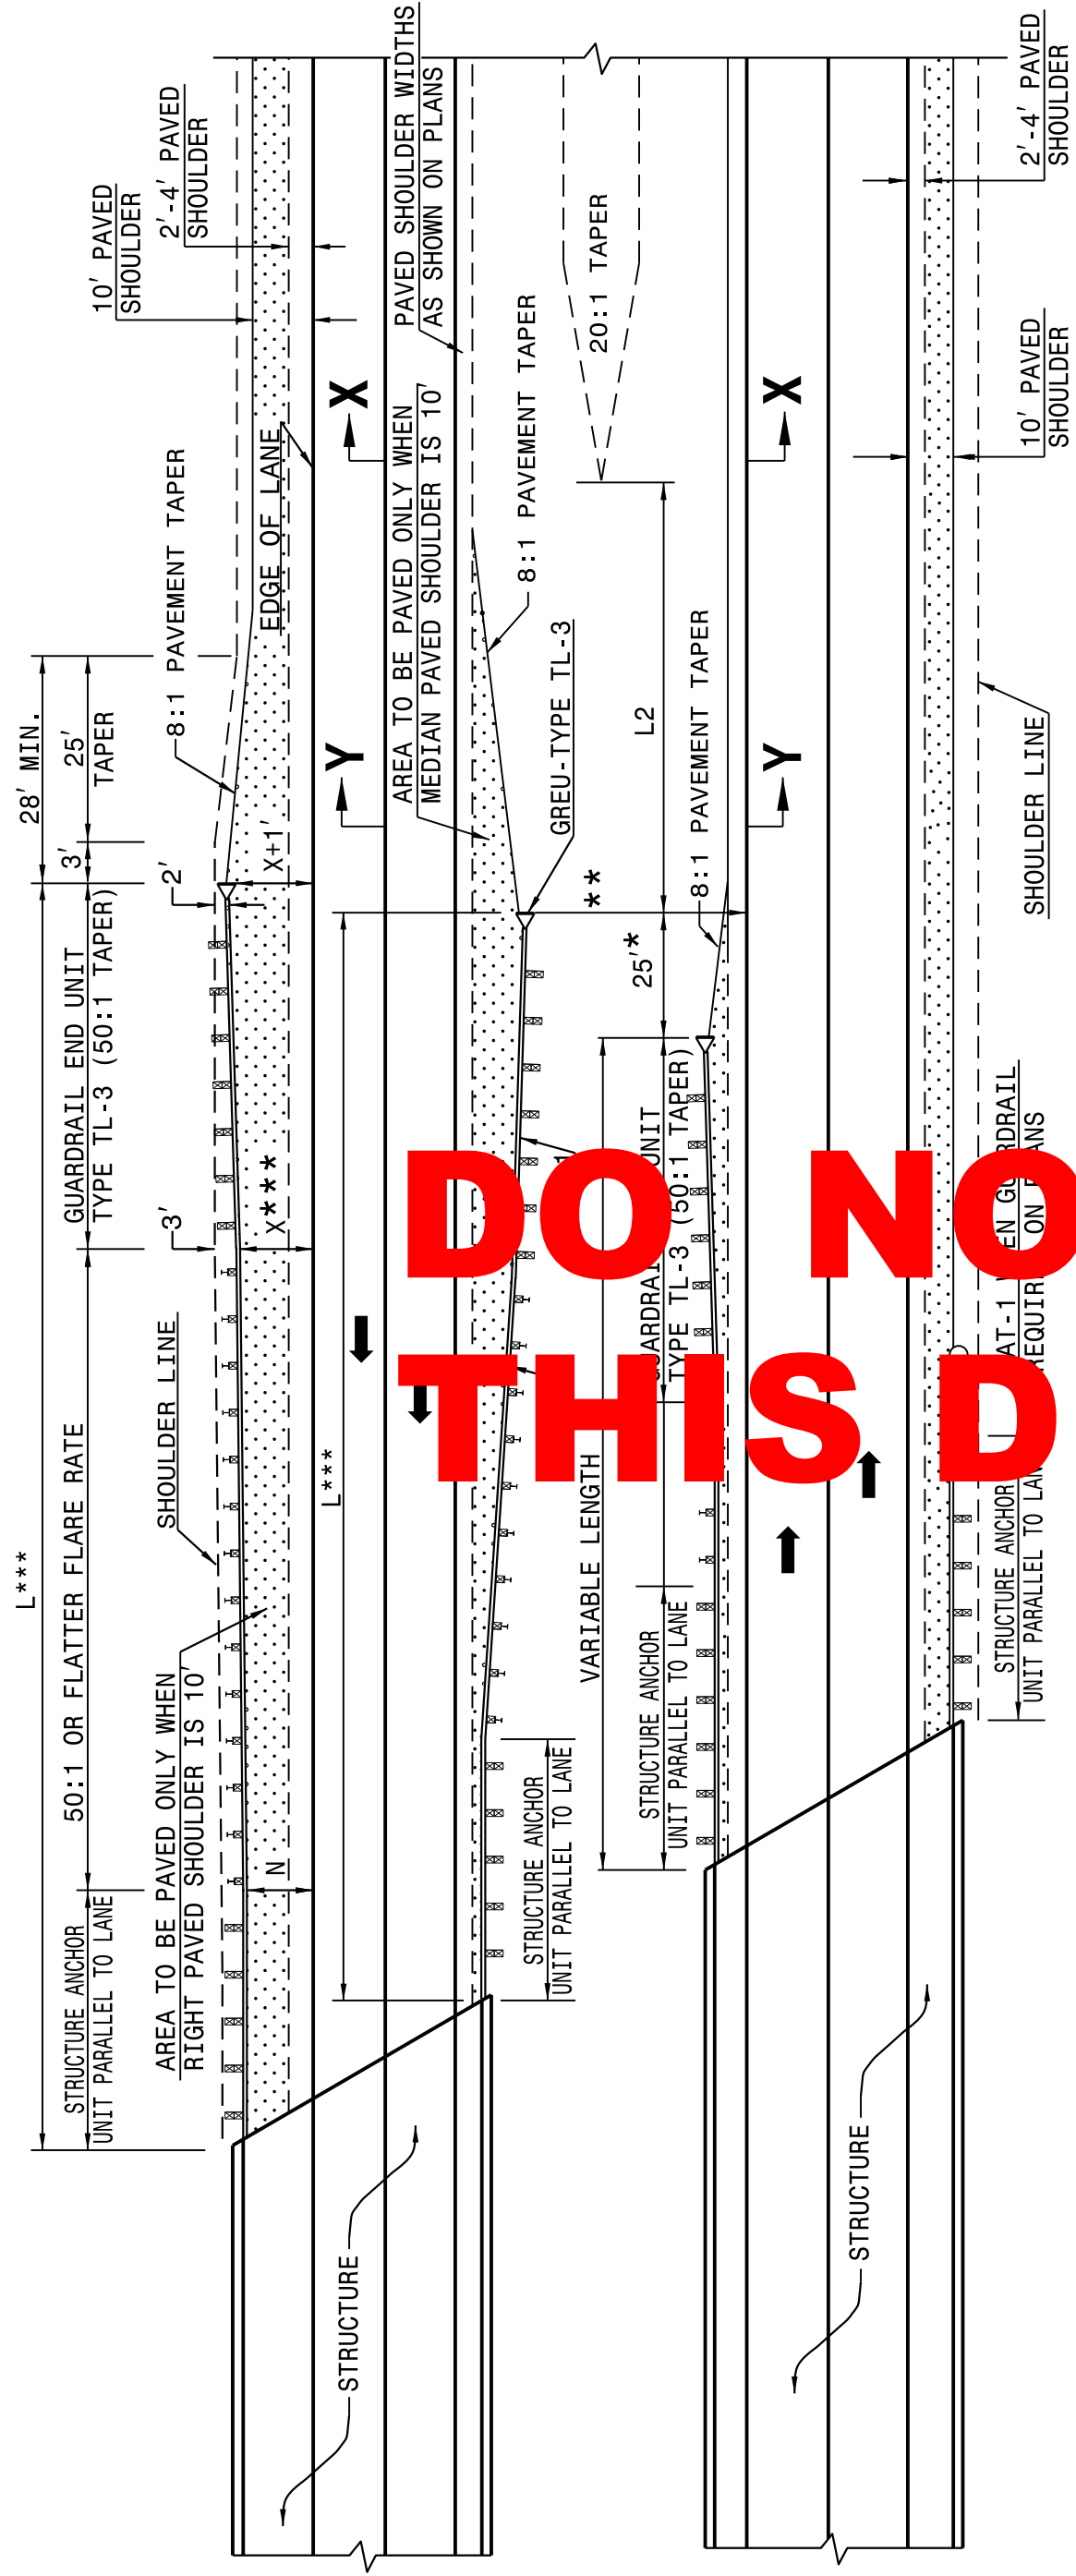 10' PAVED
SHOULDER
2'-4' PAVED
SHOULDER
PAVED SHOULDER WIDTHS
AS SHOWN ON PLANS
2'-4' PAVED
SHOULDER
20:1 TAPER
8:1 PAVEMENT TAPER
EDGE OF LANE
X
X
AREA TO BE PAVED ONLY WHEN
MEDIAN PAVED SHOULDER IS 10'
8:1 PAVEMENT TAPER
10' PAVED
SHOULDER
28' MIN.
25'
TAPER
3'
2'
X+1'
Y
Y
L2
GREU-TYPE TL-3
8:1 PAVEMENT TAPER
SHOULDER LINE
**
25'*
GUARDRAIL END UNIT
TYPE TL-3 (50:1 TAPER)
3'
X****
UNIT
TYPE TL-3 (50:1 TAPER)
DO NO
THIS D
L***
50:1 OR FLATTER FLARE RATE
SHOULDER LINE
L***
VARIABLE LENGTH
STRUCTURE ANCHOR
UNIT PARALLEL TO LANE
STRUCTURE ANCHOR
UNIT PARALLEL TO LANE
AREA TO BE PAVED ONLY WHEN
RIGHT PAVED SHOULDER IS 10'
N
STRUCTURE ANCHOR
UNIT PARALLEL TO LANE
STRUCTURE ANCHOR
UNIT PARALLEL TO LANE
STRUCTURE
STRUCTURE